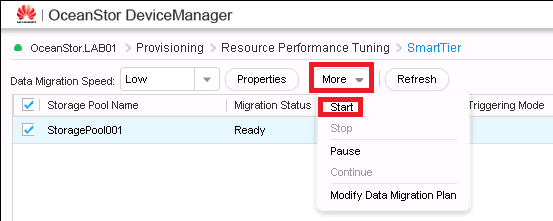 OceanStor DeviceManager
OceanStor.LAB01 Provisioning Resource Performance Tuning SmartTier
Data Migration Speed: Low Properties More Refresh
Storage Pool Name Migration Status Triggering Mode
Start
StoragePool001 Ready
Stop
Pause
Continue
Modify Data Migration Plan